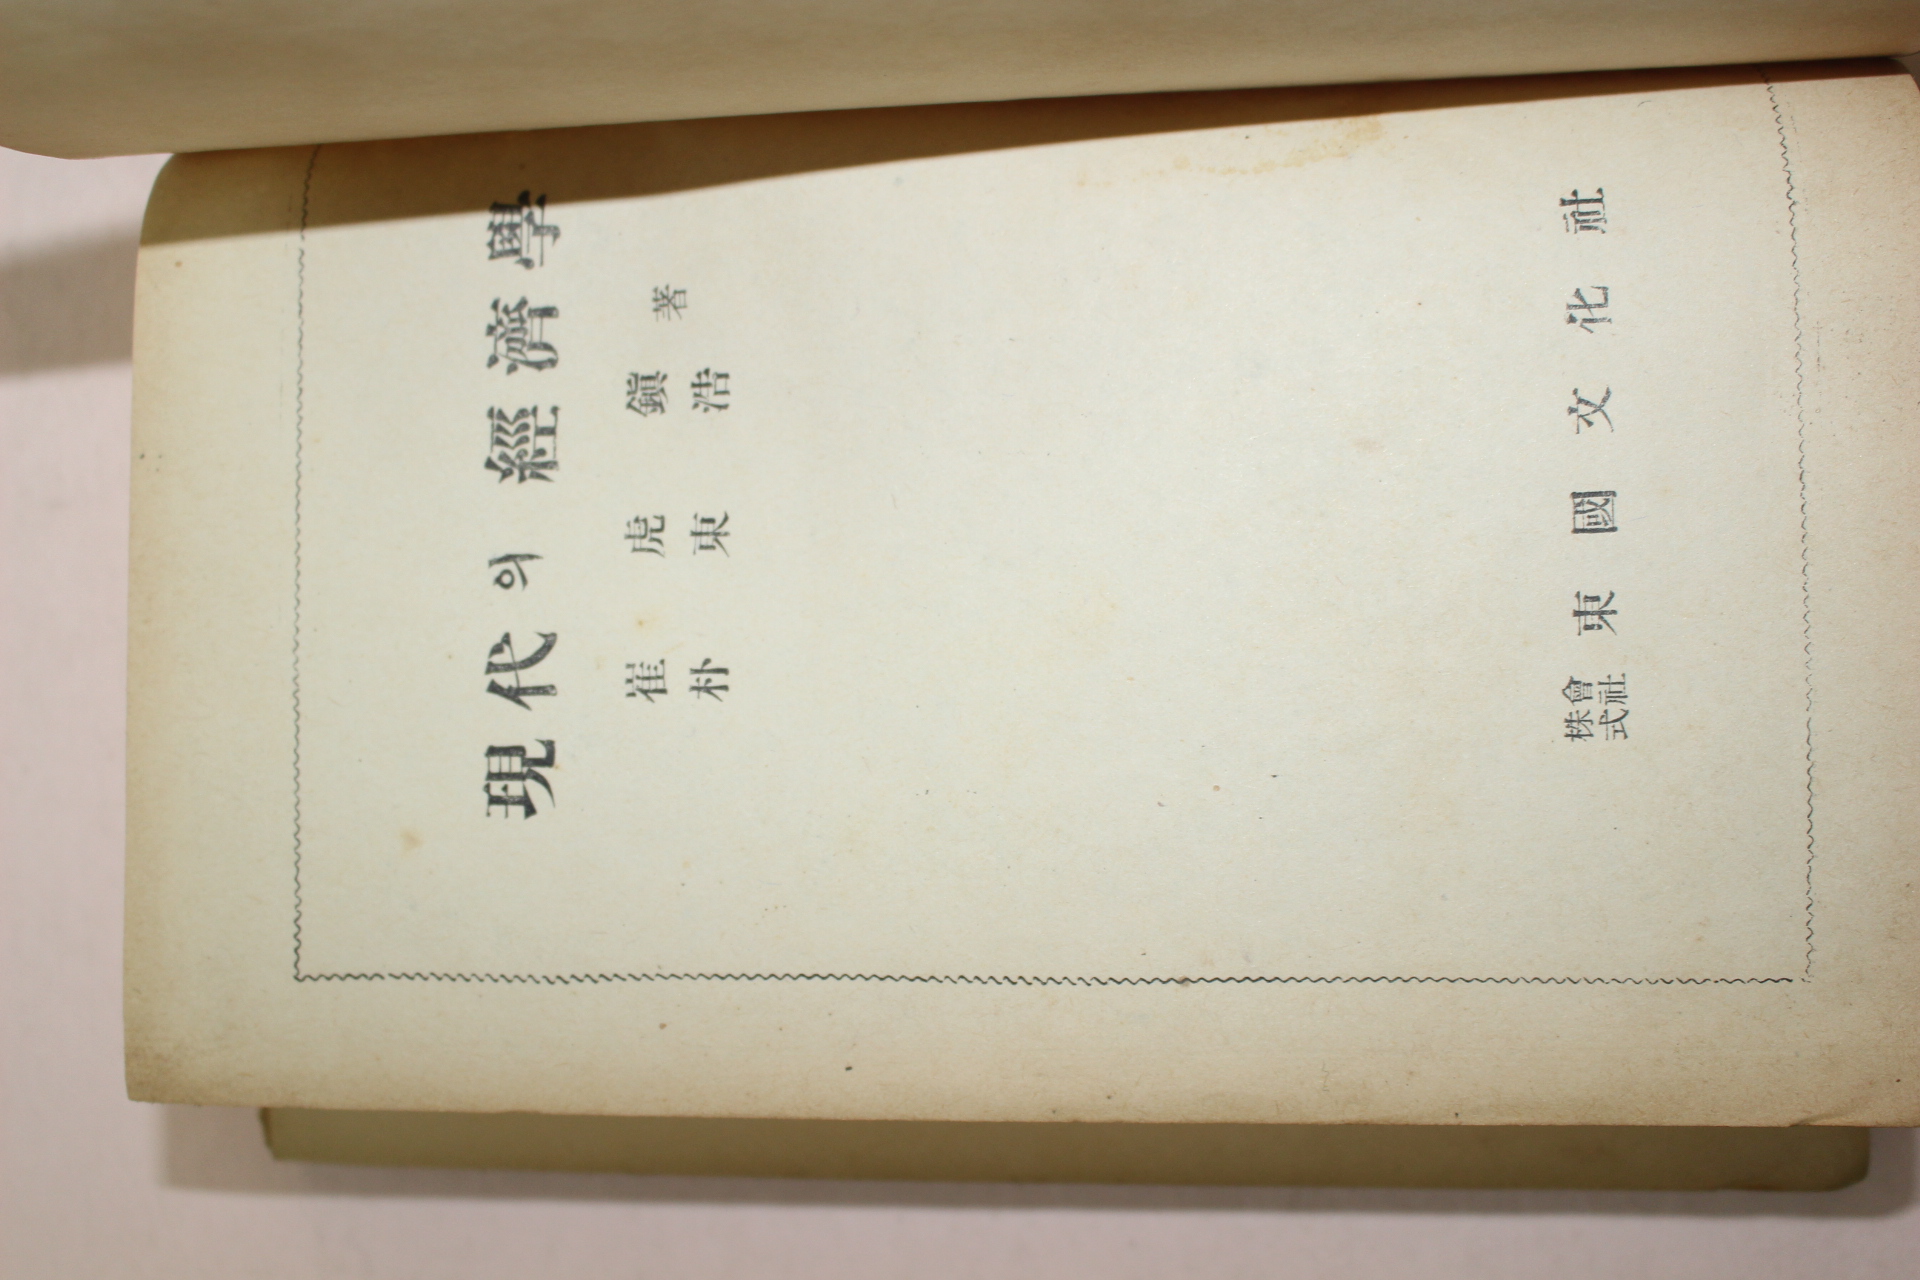 現代의 經濟學
崔虎鎭
朴東浩
著
株式會社 東國文化社